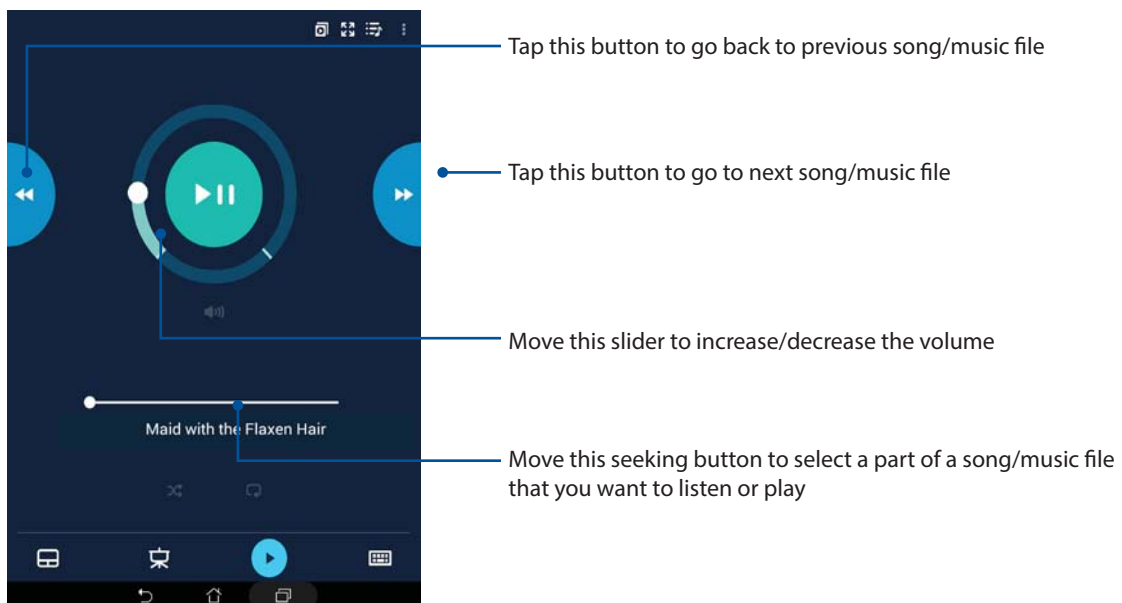 Tap this button to go back to previous song/music file
Tap this button to go to next song/music file
Move this slider to increase/decrease the volume
Maid with the Flaxen Hair
Move this seeking button to select a part of a song/music file
that you want to listen or play